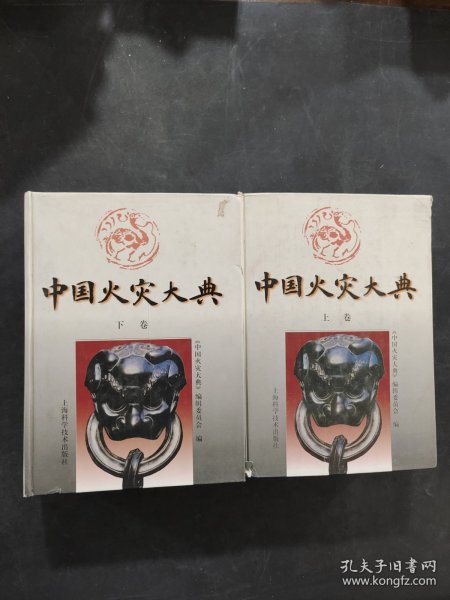 中国火灾大典
下卷
《中国火灾大典》编辑委员会 编
上海科学技术出版社
中国火灾大典
上卷
《中国火灾大典》编辑委员会 编
上海科学技术出版社
孔夫子旧书网
www.kongfz.com